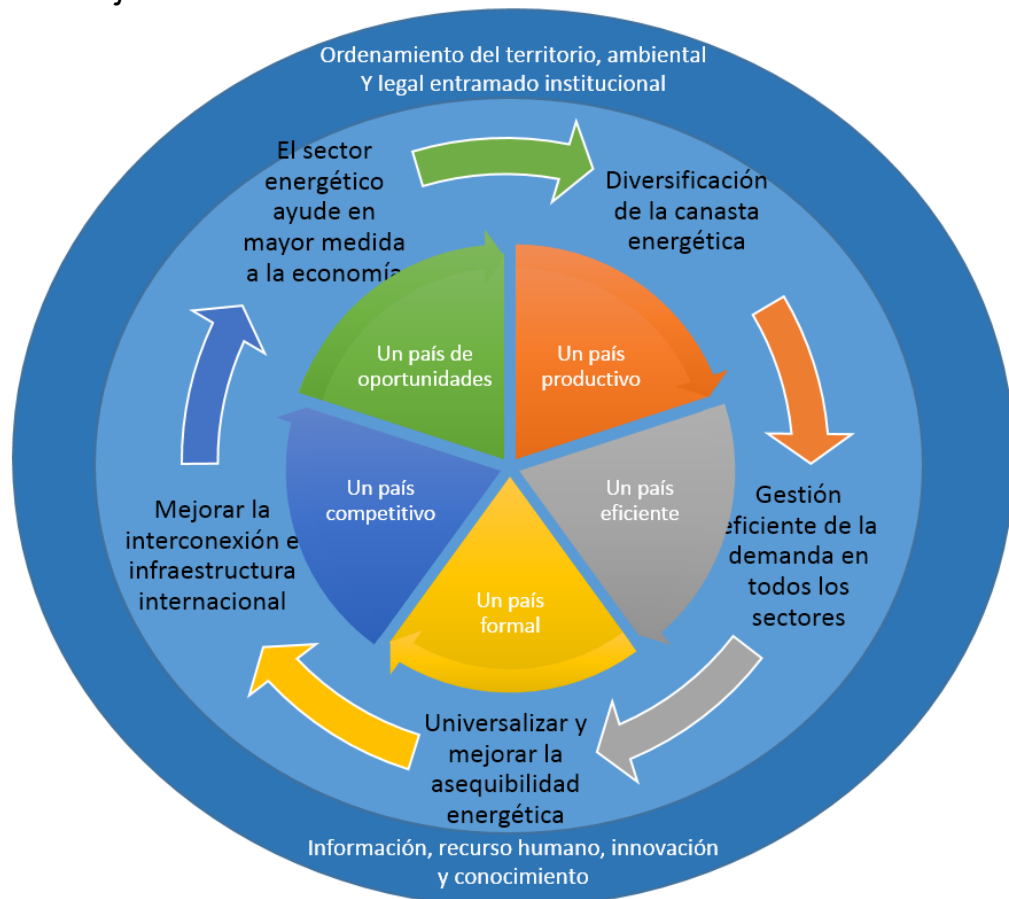 Ordenamiento del territorio, ambiental
Y legal entramado institucional
El sector
energético
ayude en
mayor medida
a la economía
Diversificación
de la canasta
energética
Un país de
oportunidades
Un país
productivo
Un país
competitivo
Un país
eficiente
Un país
formal
Mejorar la
interconexión e
infraestructura
internacional
Gestión
eficiente de la
demanda en
todos los
sectores
Universalizar y
mejorar la
asequibilidad
energética
Información, recurso humano, innovación
y conocimiento